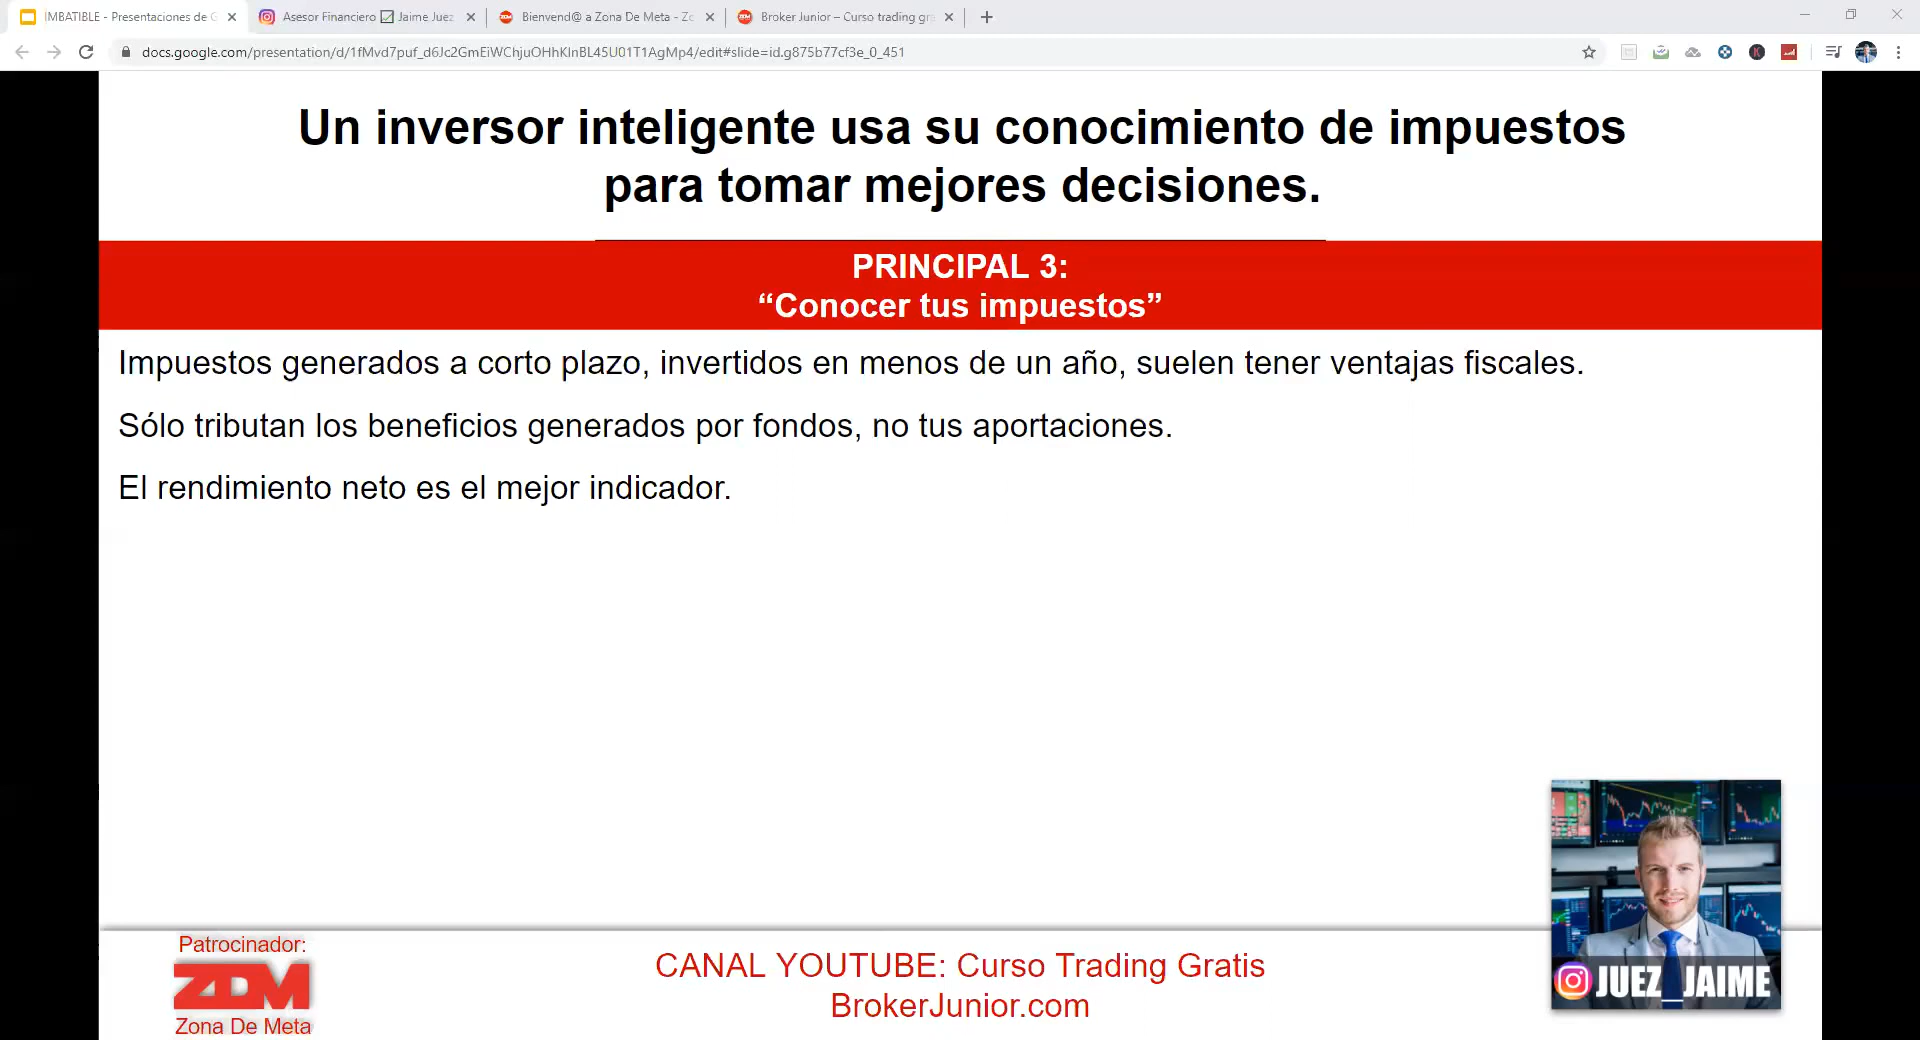 IMBATIBLE - Presentaciones de G
Asesor Financiero Jaime Juez
Bienvend@ a Zona De Meta - Zo
Broker Junior – Curso trading gra
docs.google.com/presentation/d/1fMvd7puf_d6Jc2GmEiWChjuOHhKlnBL45U01T1AgMp4/edit#slide=id.g875b77cf3e_0_451
Un inversor inteligente usa su conocimiento de impuestos
para tomar mejores decisiones.
PRINCIPAL 3:
“Conocer tus impuestos”
Impuestos generados a corto plazo, invertidos en menos de un año, suelen tener ventajas fiscales.
Sólo tributan los beneficios generados por fondos, no tus aportaciones.
El rendimiento neto es el mejor indicador.
Patrocinador:
ZDM
Zona De Meta
CANAL YOUTUBE: Curso Trading Gratis
BrokerJunior.com
JUEZ_JAIME